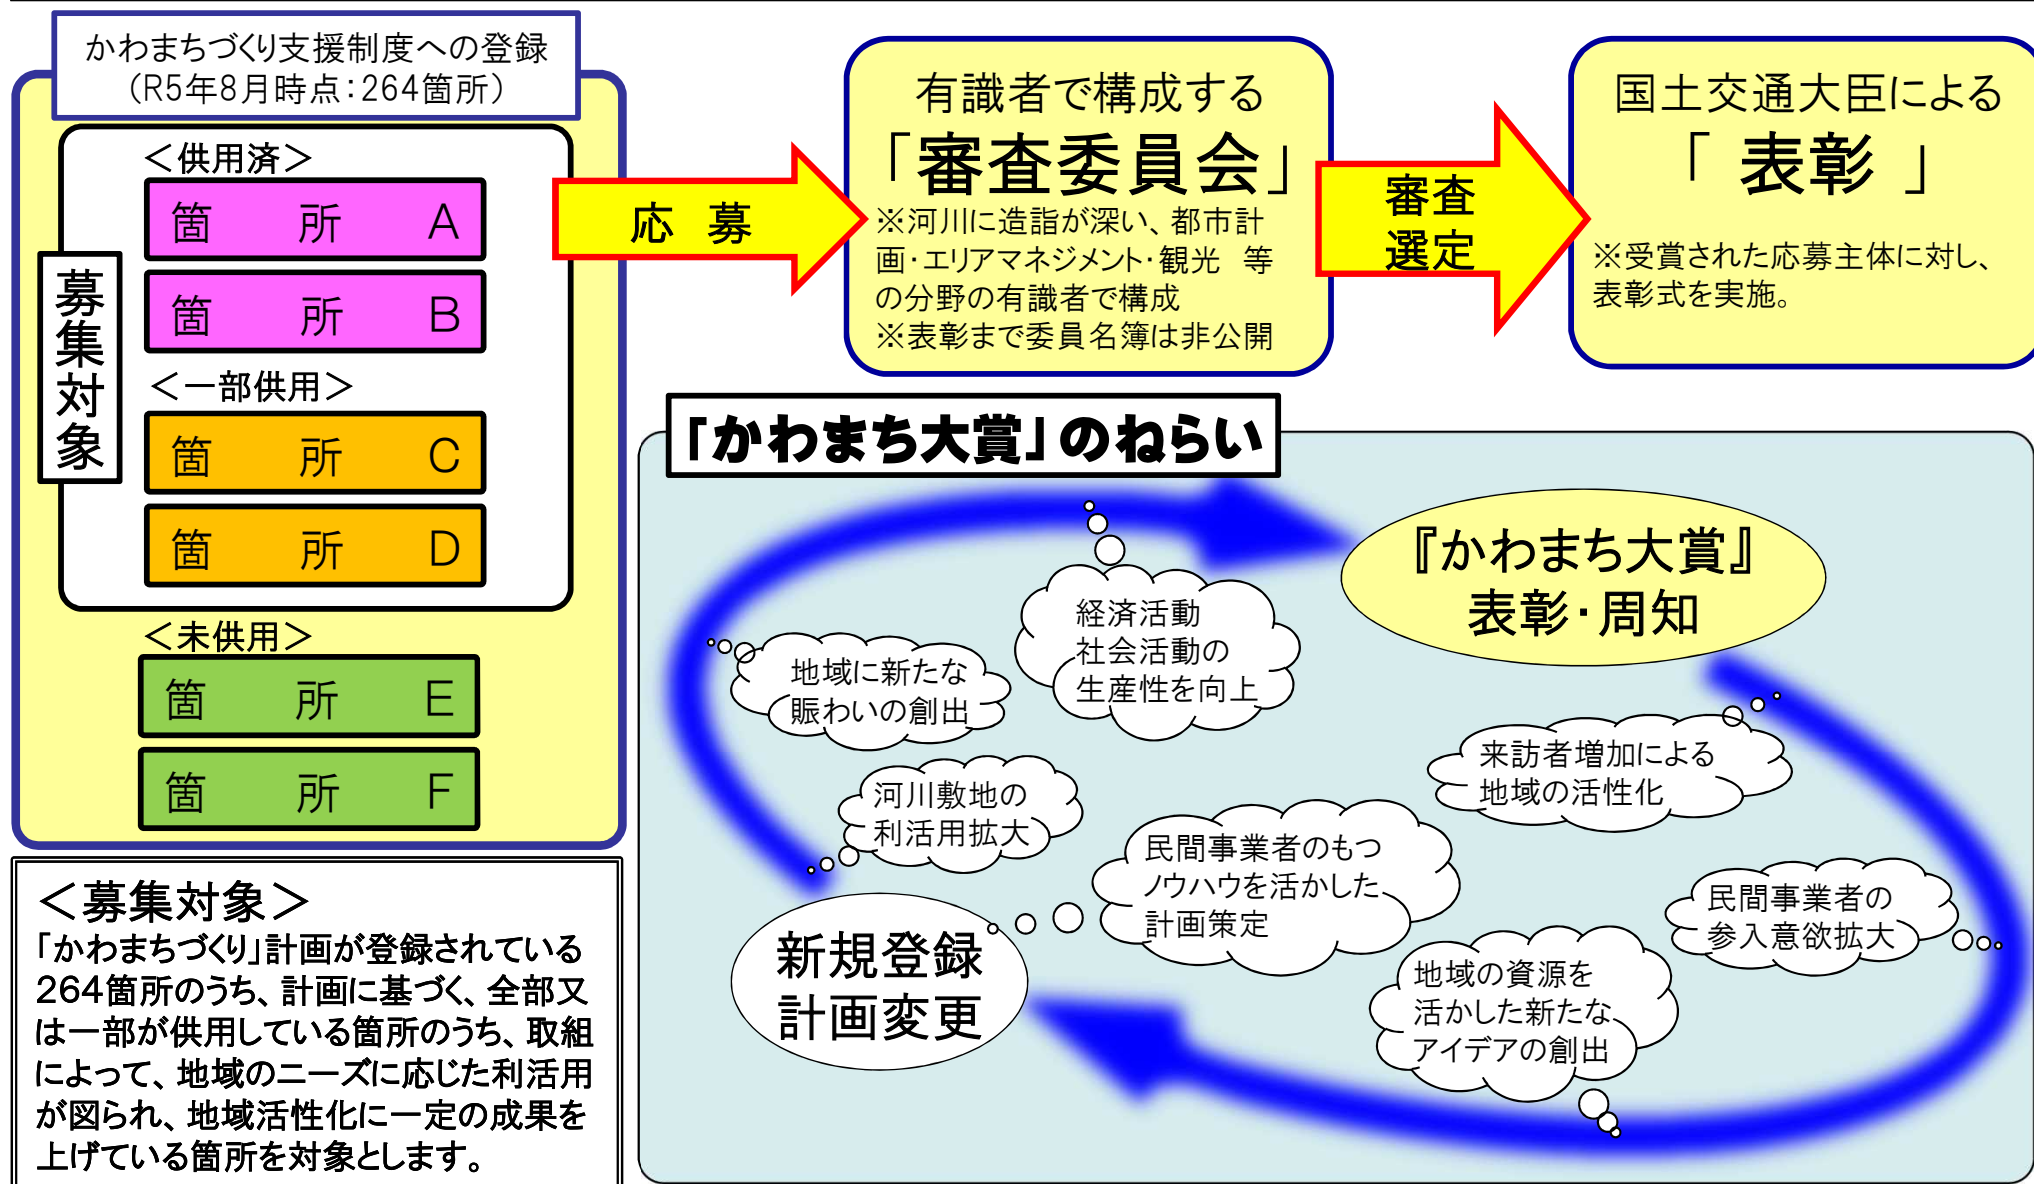 かわまちづくり支援制度への登録
（R5年8月時点：264箇所）
募集対象
＜供用済＞
箇所A
箇所B
＜一部供用＞
箇所C
箇所D
＜未供用＞
箇所E
箇所F
応募
有識者で構成する
「審査委員会」
※河川に造詣が深い、都市計
画・エリアマネジメント・観光 等
の分野の有識者で構成
※表彰まで委員名簿は非公開
審査
選定
国土交通大臣による
「 表彰 」
※受賞された応募主体に対し、
表彰式を実施。
＜募集対象＞
「かわまちづくり」計画が登録されている
264箇所のうち、計画に基づく、全部又
は一部が供用している箇所のうち、取組
によって、地域のニーズに応じた利活用
が図られ、地域活性化に一定の成果を
上げている箇所を対象とします。
「かわまち大賞」のねらい
『かわまち大賞』
表彰・周知
経済活動
社会活動の
生産性を向上
地域に新たな
賑わいの創出
河川敷地の
利活用拡大
来訪者増加による
地域の活性化
民間事業者のもつ
ノウハウを活かした
計画策定
民間事業者の
参入意欲拡大
地域の資源を
活かした新たな
アイデアの創出
新規登録
計画変更